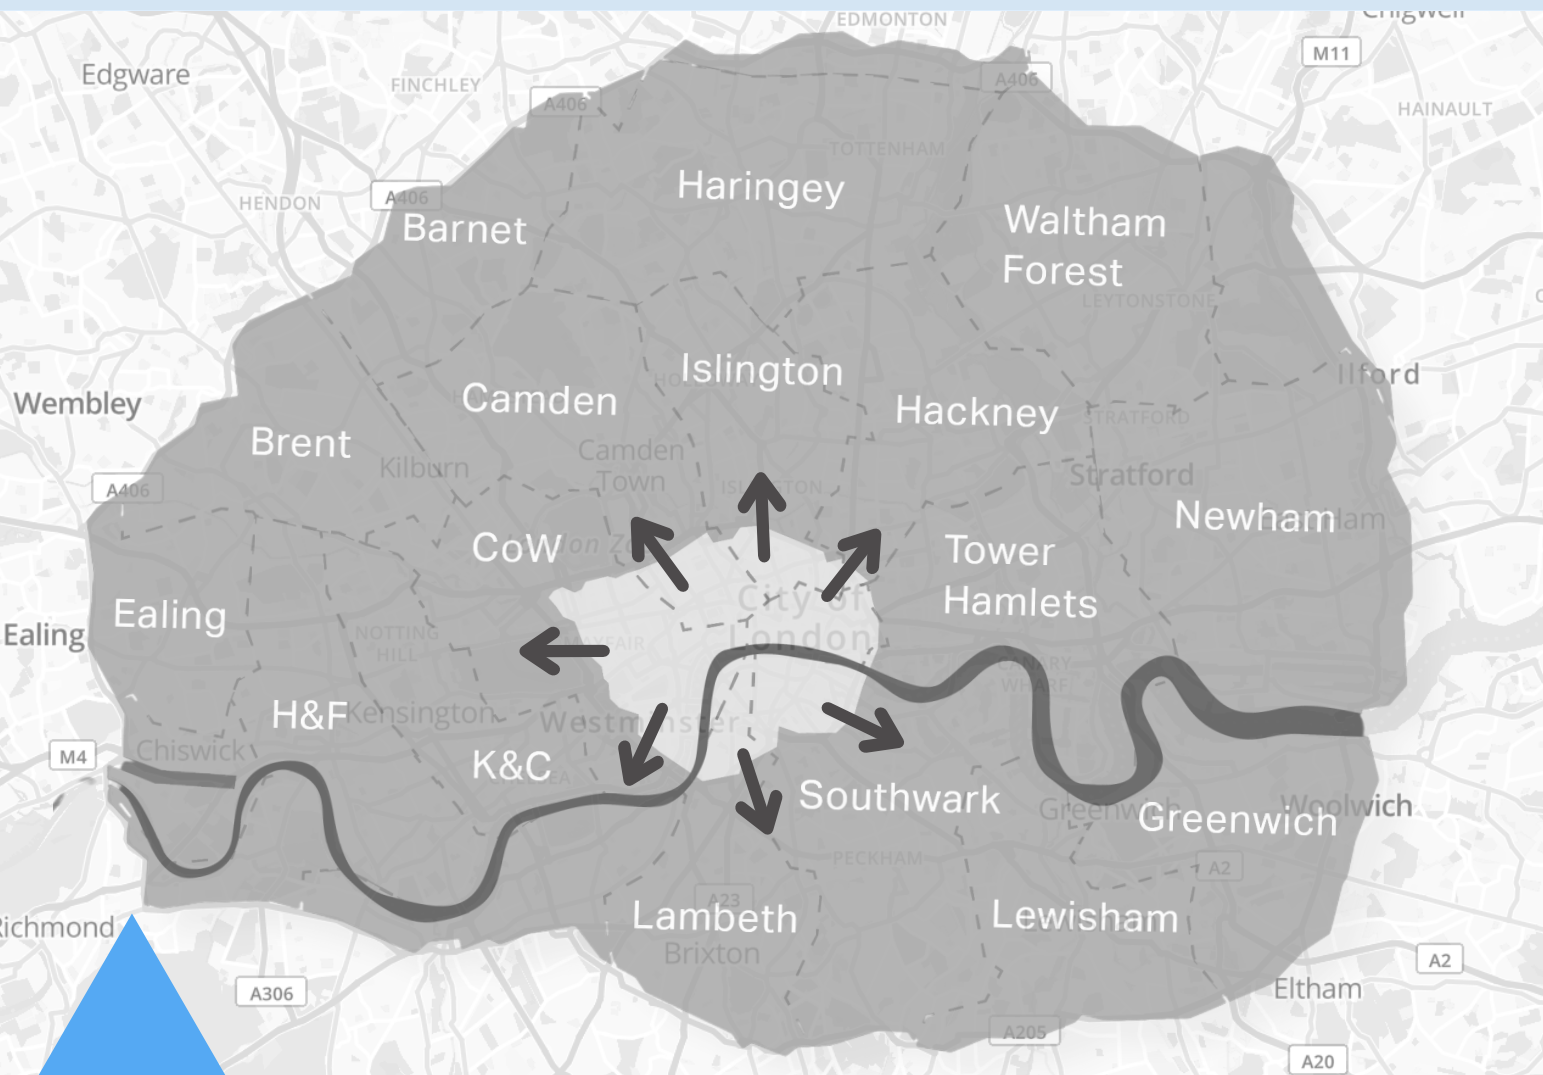 EDMONTON
Chigwell
M11
Edgware
FINCHLEY
A406
A406
HAINAULT
TOTTENHAM
Haringey
A406
HENDON
Barnet
Waltham
Forest
LEYTONSTONE
Islington
Ilford
Camden
Wembley
Hackney
STRATFORD
Brent
Camden
Town
Kilburn
Stratford
A406
ISLINGTON
Newham
CoW
Tower
Hamlets
City of
London
Ealing
Ealing
NOTTING
HILL
MAYFAIR
CANARY
WHARF
H&F
Kensington
Westminster
Chiswick
M4
K&C
Southwark
Greenwich
Greenwich
Woolwich
PECKHAM
A2
A23
Lambeth
Lewisham
Richmond
Brixton
A2
A306
Eltham
A205
A20